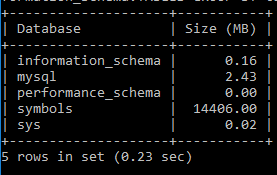 +--------------------+-----------+
| Database           | Size (MB) |
+--------------------+-----------+
| information_schema |      0.16 |
| mysql              |      2.43 |
| performance_schema |      0.00 |
| symbols            |  14406.00 |
| sys                |      0.02 |
+--------------------+-----------+
5 rows in set (0.23 sec)